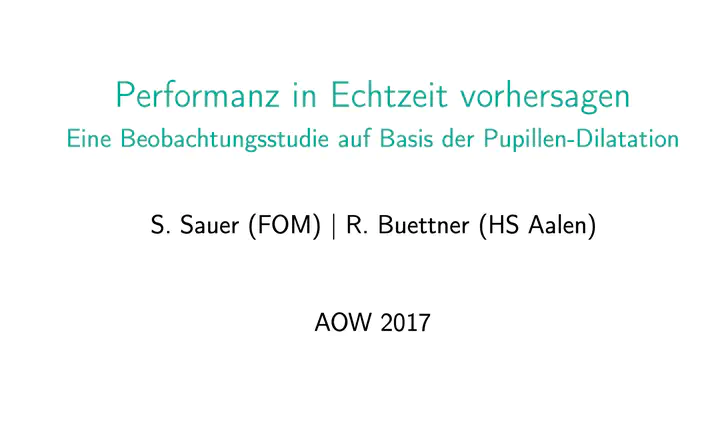 Performanz in Echtzeit vorhersagen
Eine Beobachtungsstudie auf Basis der Pupillen-Dilatation
S. Sauer (FOM) | R. Buettner (HS Aalen)
AOW 2017